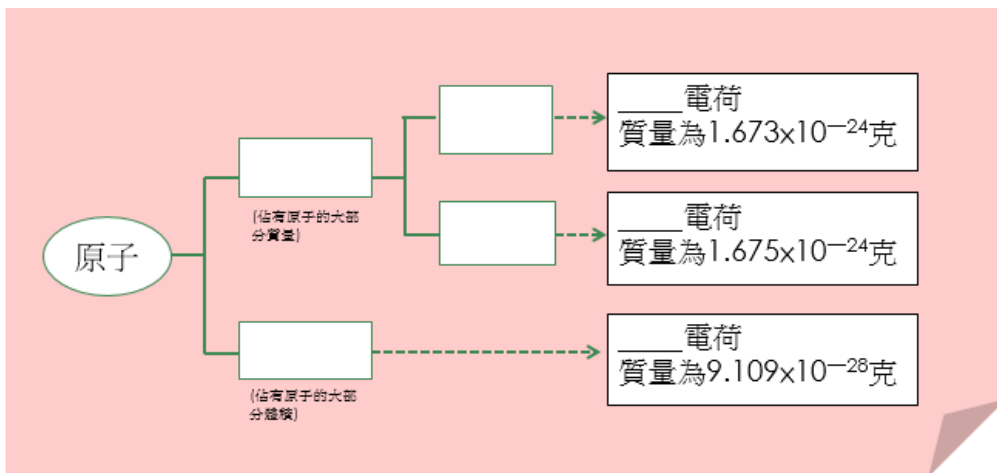 ____電荷
質量為1.673x10—24克
(佔有原子的大部
分質量)
____電荷
質量為1.675x10—24克
原子
____電荷
質量為9.109x10—28克
(佔有原子的大部
分體積)